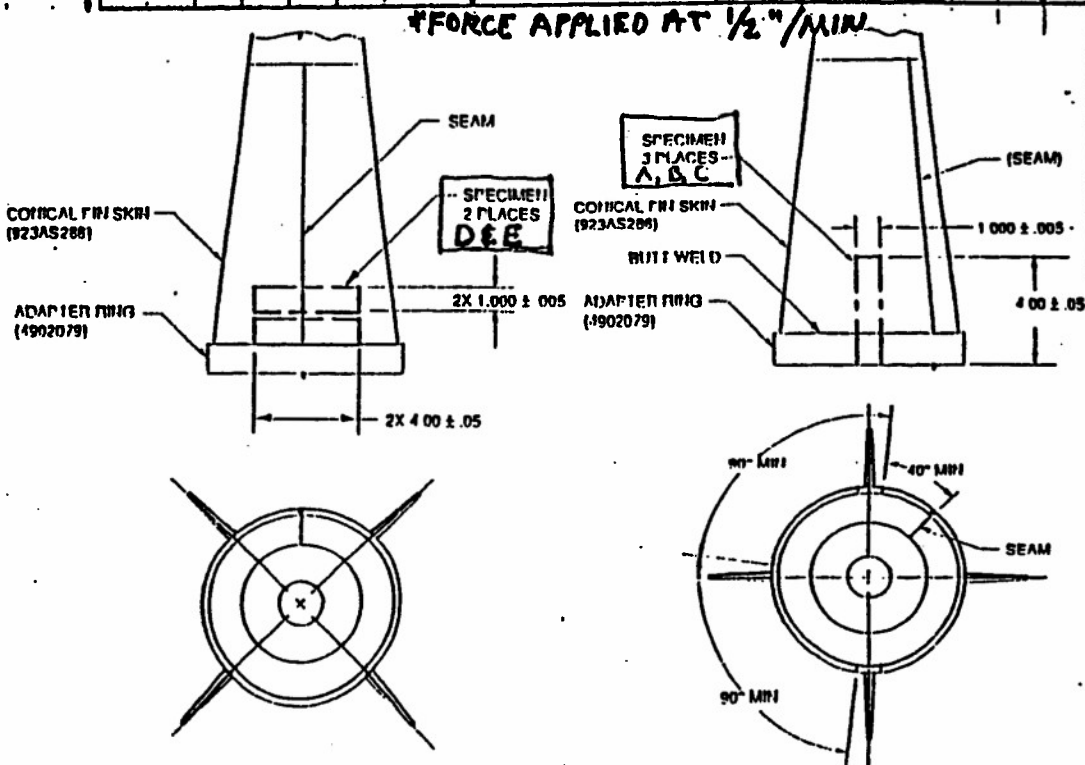 *FORCE APPLIED AT 1/2"/MIN
SEAM
SPECIMEN
2 PLACES
D & E
CONICAL FIN SKIN
(923AS288)
2X 1.000 ± 005
ADAPTER RING
(4902079)
2X 4 00 ± .05
SPECIMEN
3 PLACES
A, B, C
(SEAM)
CONICAL FIN SKIN
(923AS288)
1 000 ± .005
BUTT WELD
ADAPTER RING
(4902079)
4 00 ± .05
90° MIN
40° MIN
SEAM
90° MIN